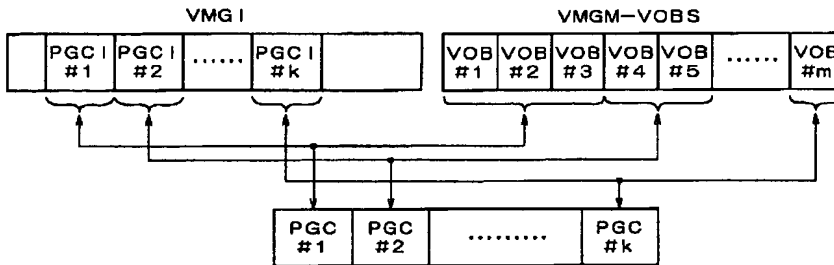 VMGI VMGM-VOBS
PGCI PGCI ...... PGCI VOB VOB VOB VOB VOB ...... VOB
#1 #2 #k #1 #2 #3 #4 #5 #m
PGC PGC ......... PGC
#1 #2 #k